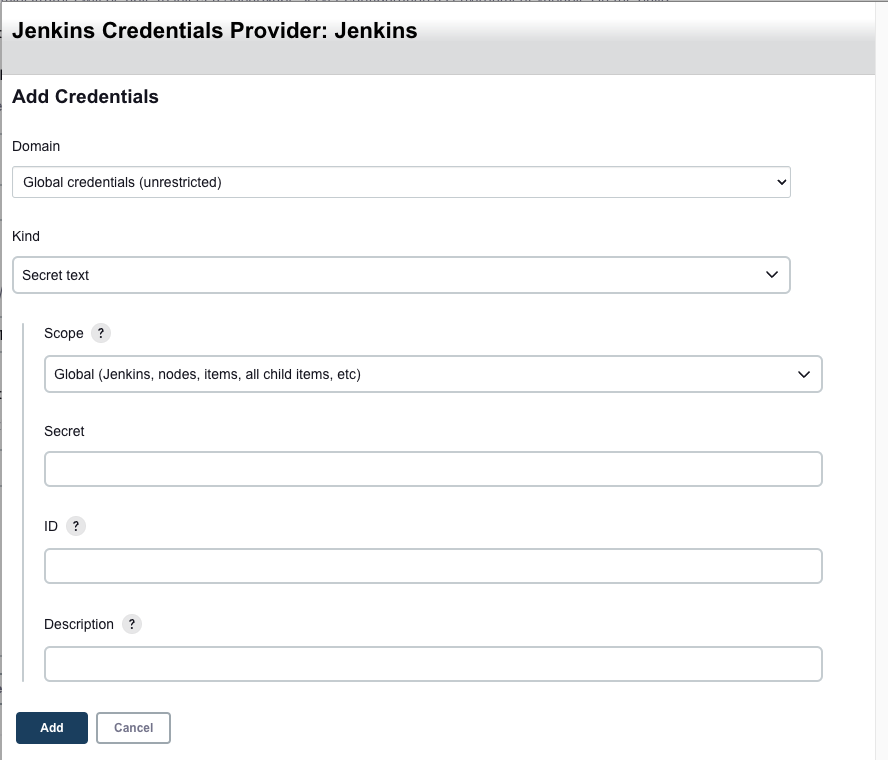 Jenkins Credentials Provider: Jenkins
Add Credentials
Domain
Global credentials (unrestricted)
Kind
Secret text
Scope ?
Global (Jenkins, nodes, items, all child items, etc)
Secret
ID ?
Description ?
Add Cancel